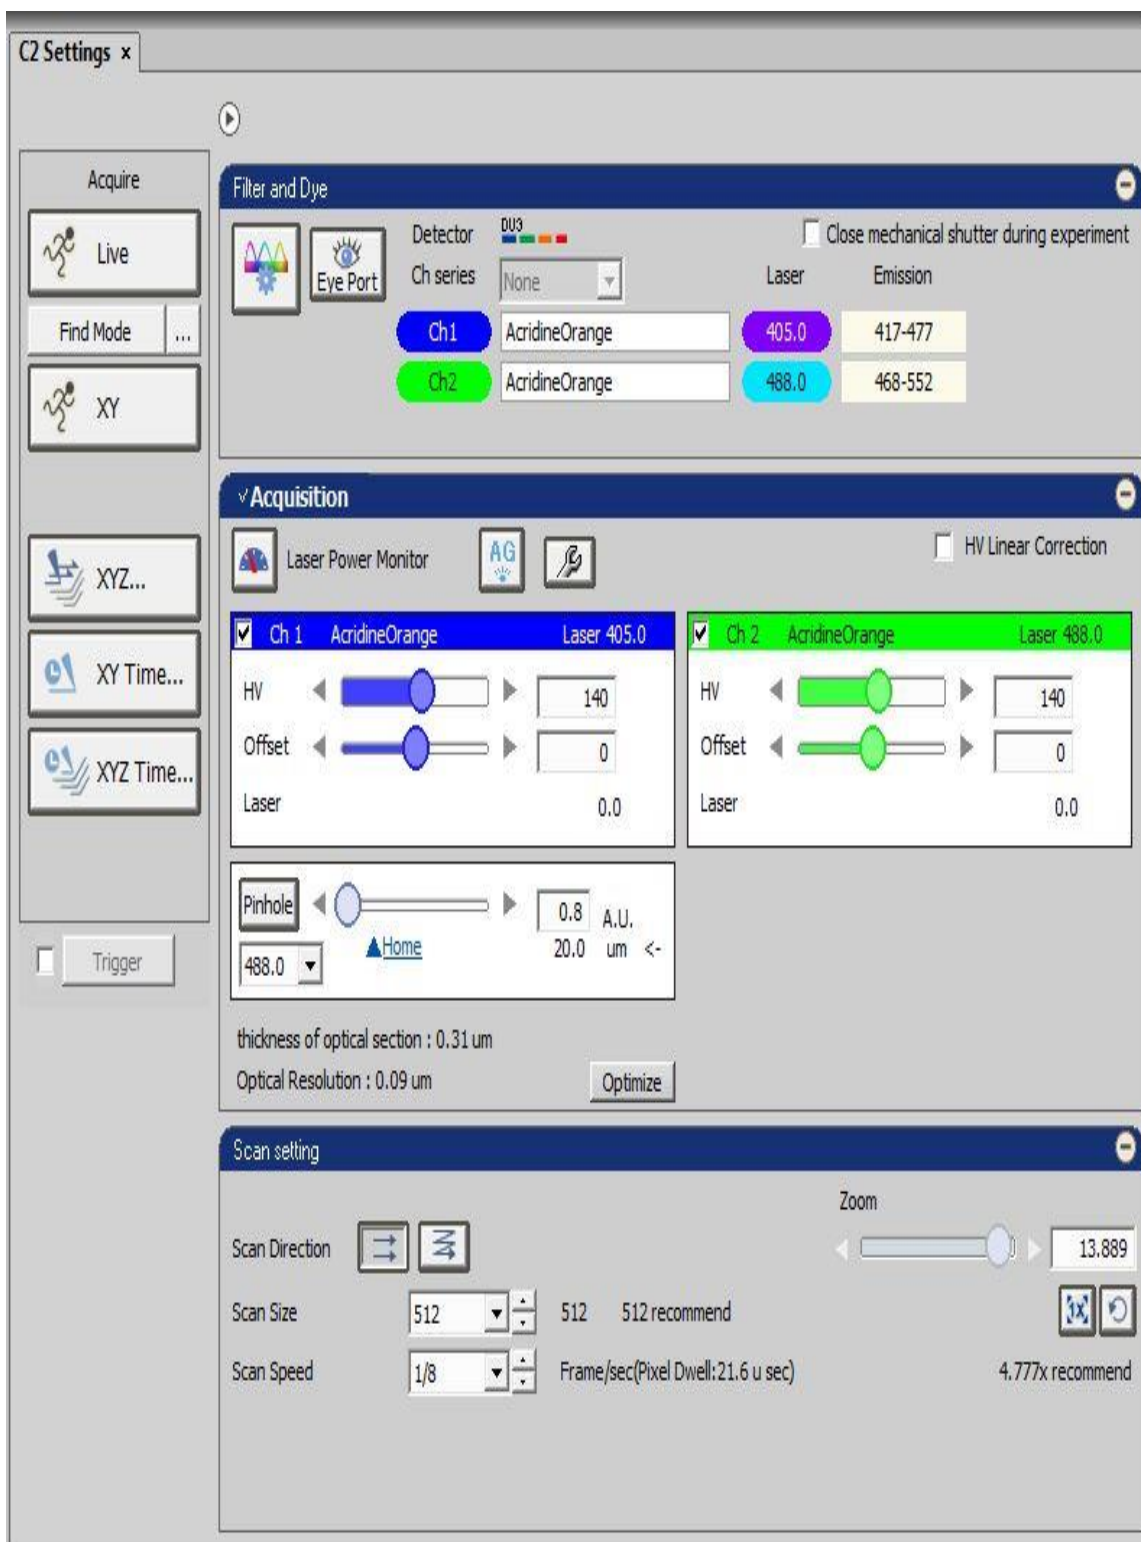 C2 Settings x
Acquire
Live
Find Mode ...
XY
XYZ...
XY Time...
XYZ Time...
Trigger
Filter and Dye
Eye Port
Detector DU3
Close mechanical shutter during experiment
Ch series None Laser Emission
Ch1 AcridineOrange 405.0 417-477
Ch2 AcridineOrange 488.0 468-552
Acquisition
Laser Power Monitor AG
HV Linear Correction
Ch 1 AcridineOrange Laser 405.0
HV 140
Offset 0
Laser 0.0
Ch 2 AcridineOrange Laser 488.0
HV 140
Offset 0
Laser 0.0
Pinhole 0.8 A.U.
488.0 Home 20.0 um <-
thickness of optical section : 0.31 um
Optical Resolution : 0.09 um Optimize
Scan setting
Zoom
Scan Direction 13.889
Scan Size 512 512 512 recommend 1X
Scan Speed 1/8 Frame/sec(Pixel Dwell:21.6 u sec) 4.777x recommend